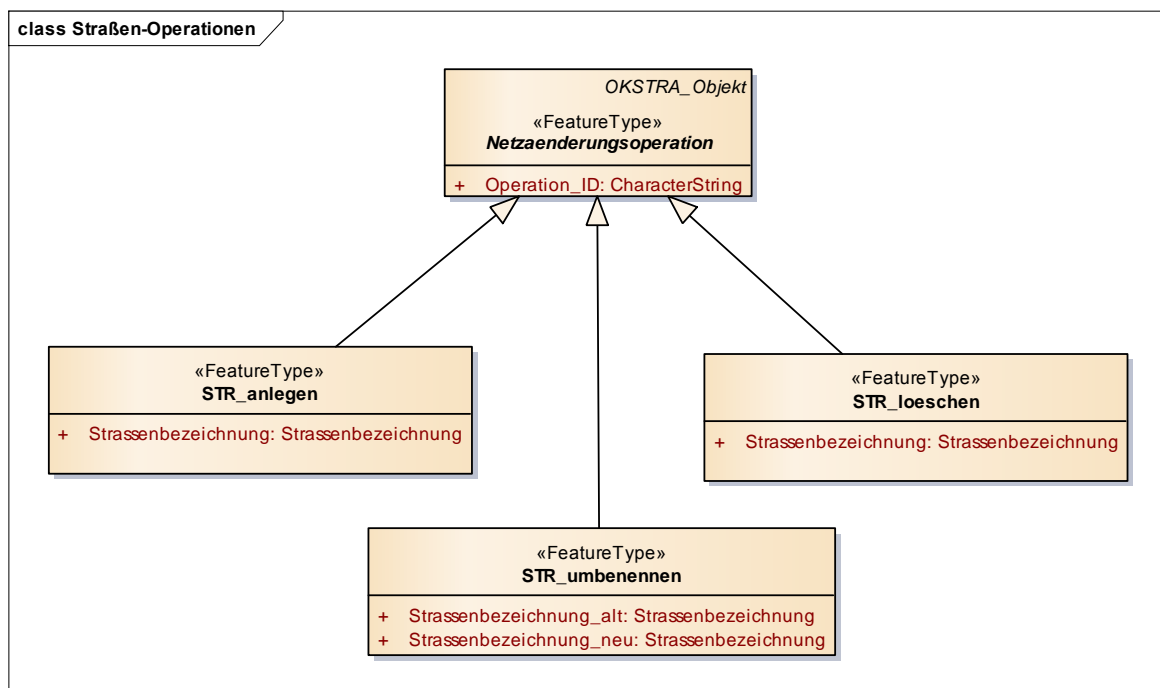 class Straßen-Operationen
OKSTRA_Objekt
«FeatureType»
Netzaenderungsoperation
+ Operation_ID: CharacterString
«FeatureType»
STR_anlegen
+ Strassenbezeichnung: Strassenbezeichnung
«FeatureType»
STR_loeschen
+ Strassenbezeichnung: Strassenbezeichnung
«FeatureType»
STR_umbenennen
+ Strassenbezeichnung_alt: Strassenbezeichnung
+ Strassenbezeichnung_neu: Strassenbezeichnung